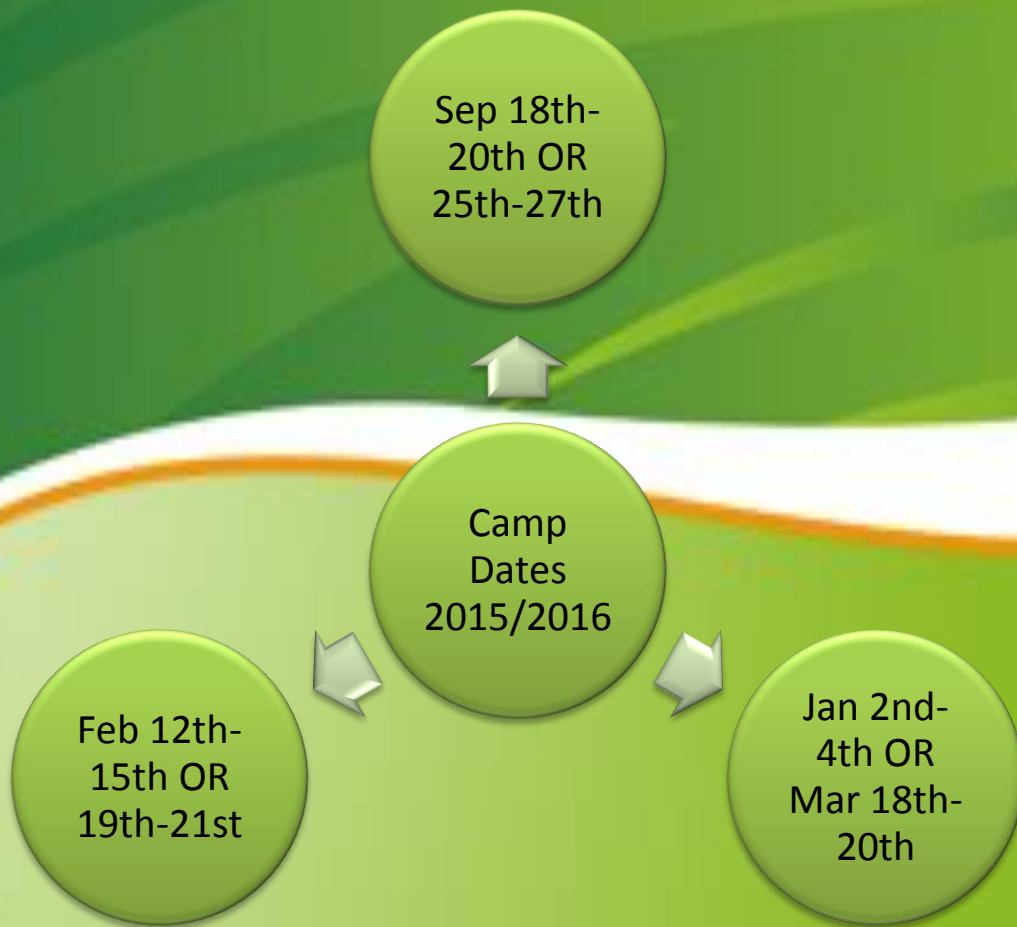 Sep 18th-
20th OR
25th-27th
Camp
Dates
2015/2016
Feb 12th-
15th OR
19th-21st
Jan 2nd-
4th OR
Mar 18th-
20th